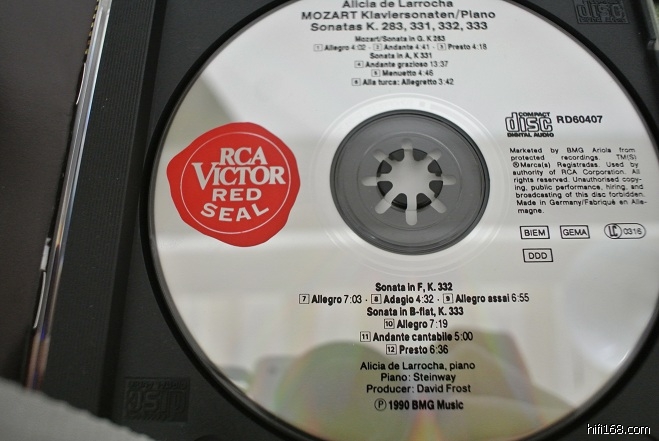 Alicia de Larrocha
MOZART Klaviersonaten/Piano
Sonatas K. 283, 331, 332, 333
Mozart/Sonata in G, K 283
1 Allegro 4:02 · 2 Andante 4:41 · 3 Presto 4:18
Sonata in A, K 331
4 Andante grazioso 13:37
5 Menuetto 4:46
6 Alla turca: Allegretto 3:42
RCA
VICTOR
RED
SEAL
COMPACT
disc
DIGITAL AUDIO
RD60407
Marketed by BMG Ariola from
protected recordings. TM(S)
® Marca(s) Registradas. Used by
authority of RCA Corporation. All
rights reserved. Unauthorised copy-
ing, public performance, hiring, and
broadcasting of this disc forbidden.
Made in Germany/Fabriqué en Alle-
magne.
BIEM GEMA LC 0316
DDD
Sonata in F, K. 332
7 Allegro 7:03 · 8 Adagio 4:32 · 9 Allegro assai 6:55
Sonata in B-flat, K. 333
10 Allegro 7:19
11 Andante cantabile 5:00
12 Presto 6:36
Alicia de Larrocha, piano
Piano: Steinway
Producer: David Frost
Ⓟ 1990 BMG Music
hifi168.com